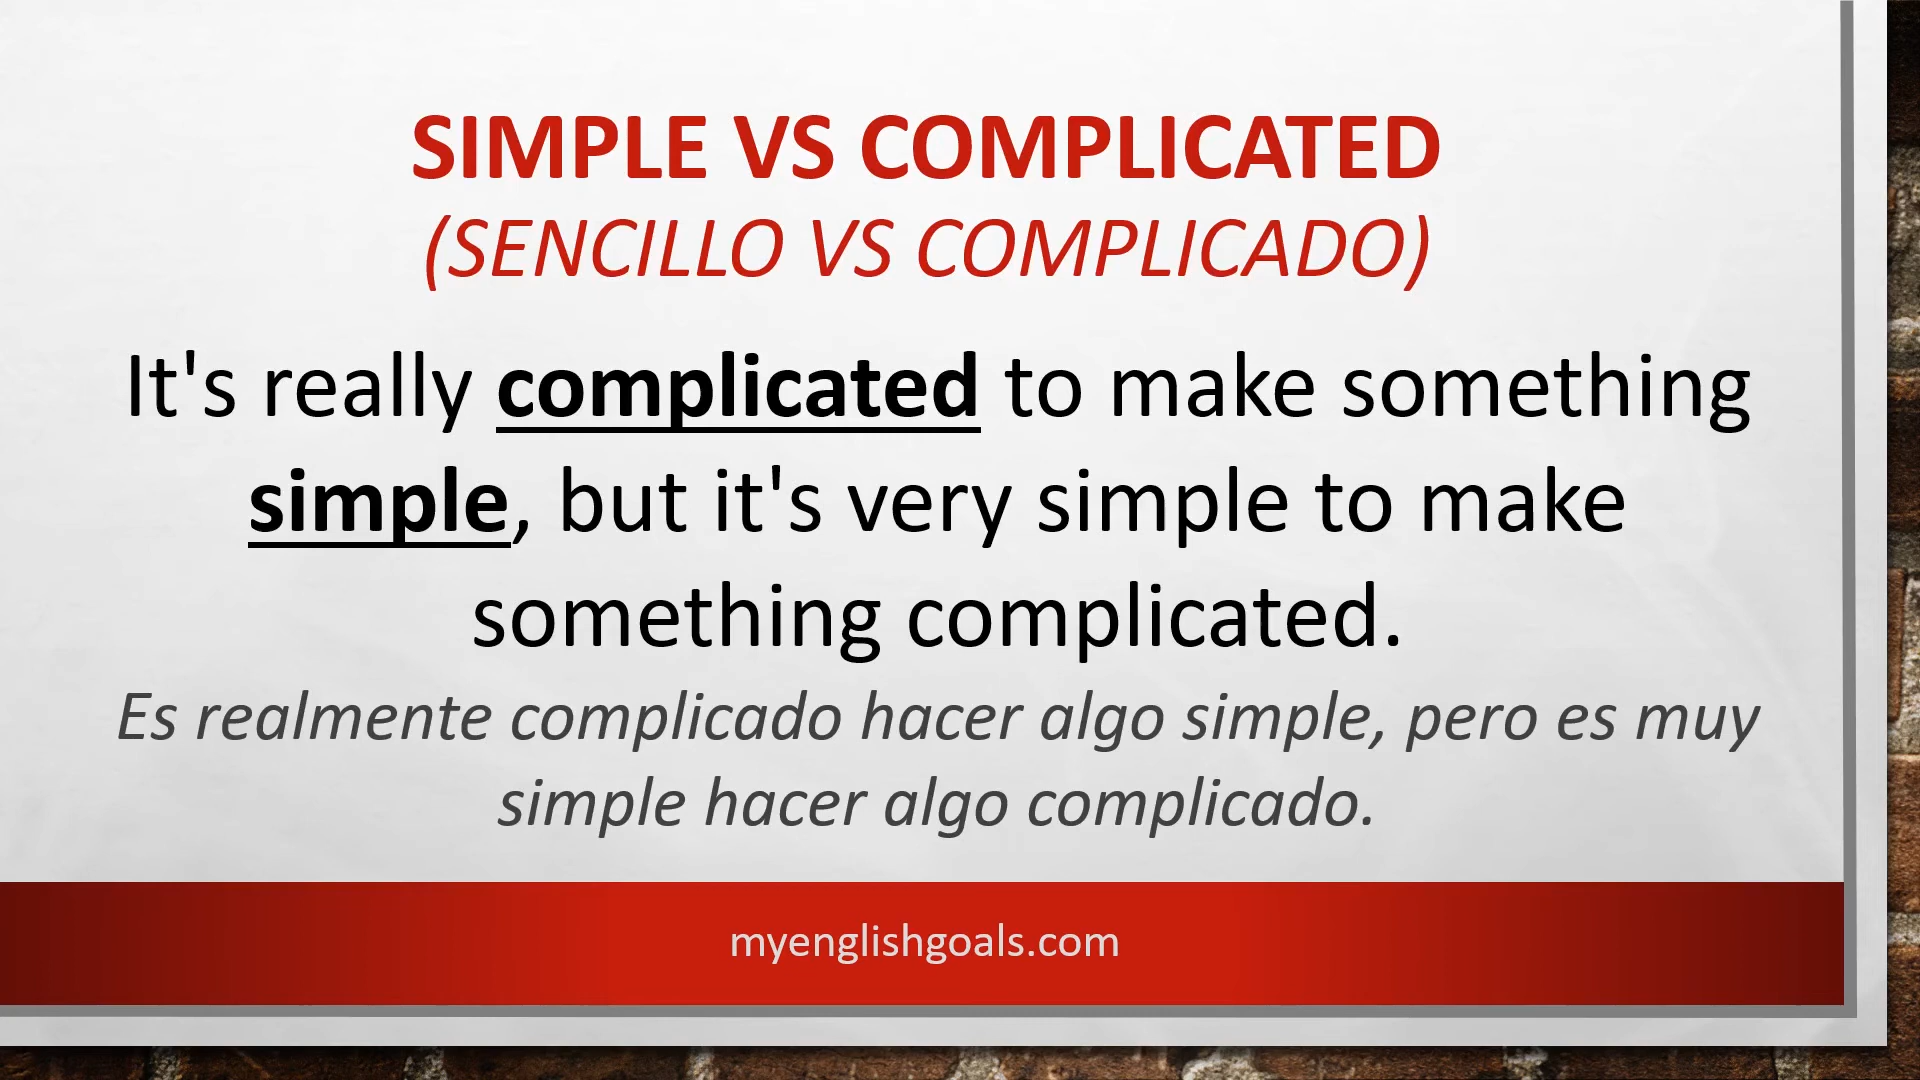 SIMPLE VS COMPLICATED
(SENCILLO VS COMPLICADO)
It's really complicated to make something
simple, but it's very simple to make
something complicated.
Es realmente complicado hacer algo simple, pero es muy
simple hacer algo complicado.
myenglishgoals.com